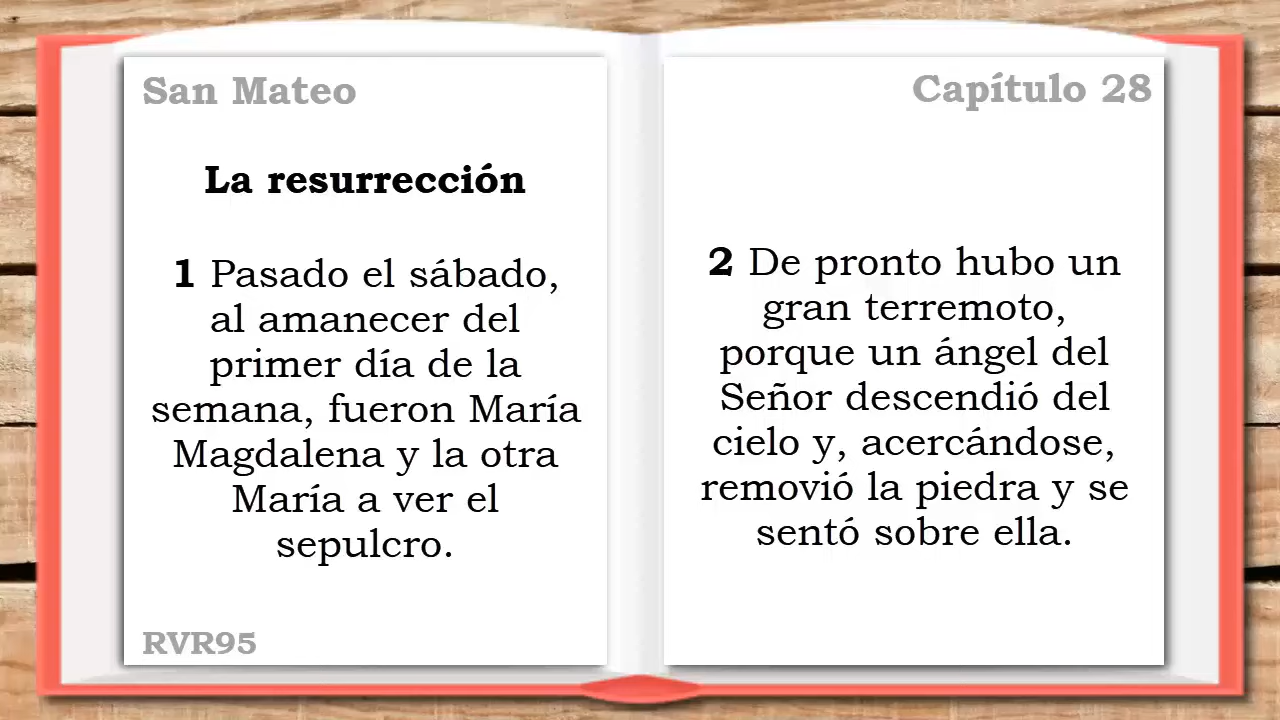 San Mateo
La resurrección
1 Pasado el sábado,
al amanecer del
primer día de la
semana, fueron María
Magdalena y la otra
María a ver el
sepulcro.
RVR95
Capítulo 28
2 De pronto hubo un
gran terremoto,
porque un ángel del
Señor descendió del
cielo y, acercándose,
removió la piedra y se
sentó sobre ella.